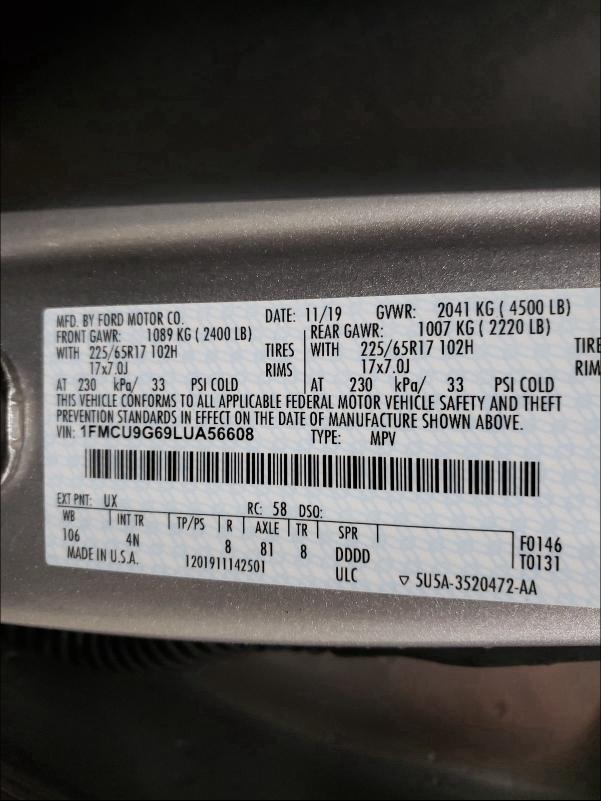 MFD. BY FORD MOTOR CO. DATE: 11/19 GVWR: 2041 KG ( 4500 LB)
FRONT GAWR: 1089 KG ( 2400 LB) REAR GAWR: 1007 KG ( 2220 LB)
WITH 225/65R17 102H TIRES WITH 225/65R17 102H TIRE
17x7.0J RIMS 17x7.0J RIMS
AT 230 kPa/ 33 PSI COLD AT 230 kPa/ 33 PSI COLD
THIS VEHICLE CONFORMS TO ALL APPLICABLE FEDERAL MOTOR VEHICLE SAFETY AND THEFT
PREVENTION STANDARDS IN EFFECT ON THE DATE OF MANUFACTURE SHOWN ABOVE.
VIN: 1FMCU9G69LUA56608 TYPE: MPV
EXT PNT: UX RC: 58 DSO:
WB INT TR TP/PS R AXLE TR SPR
106 4N 8 81 8 DDDD F0146
MADE IN U.S.A. 1201911142501 ULC T0131
▽ 5U5A-3520472-AA